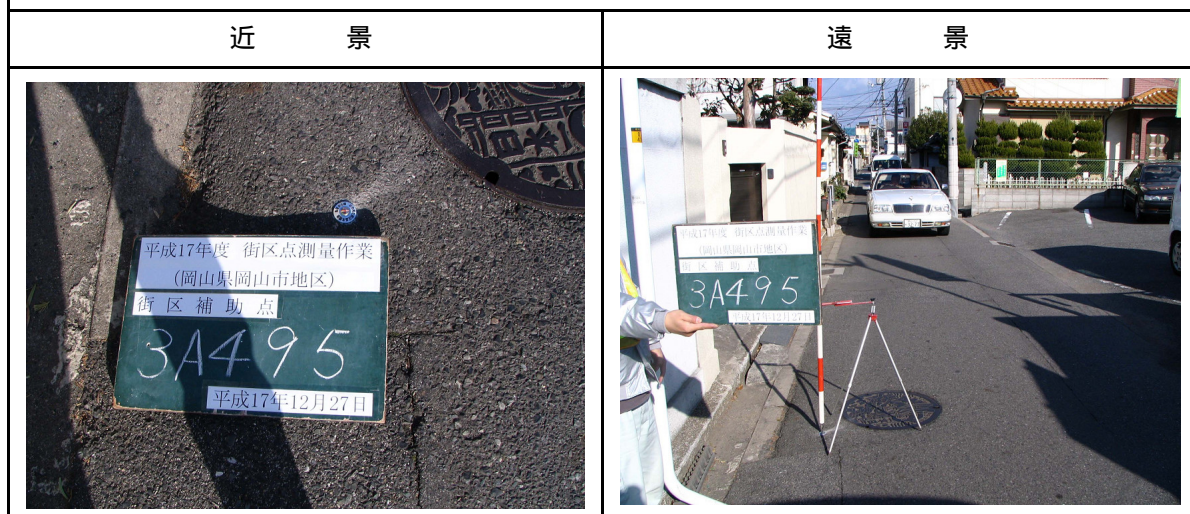 近 景
遠 景
平成17年度 街区点測量作業
(岡山県岡山市地区)
街区補助点
3A495
平成17年12月27日
平成17年度 街区点測量作業
(岡山県岡山市地区)
街区補助点
3A495
平成17年12月27日